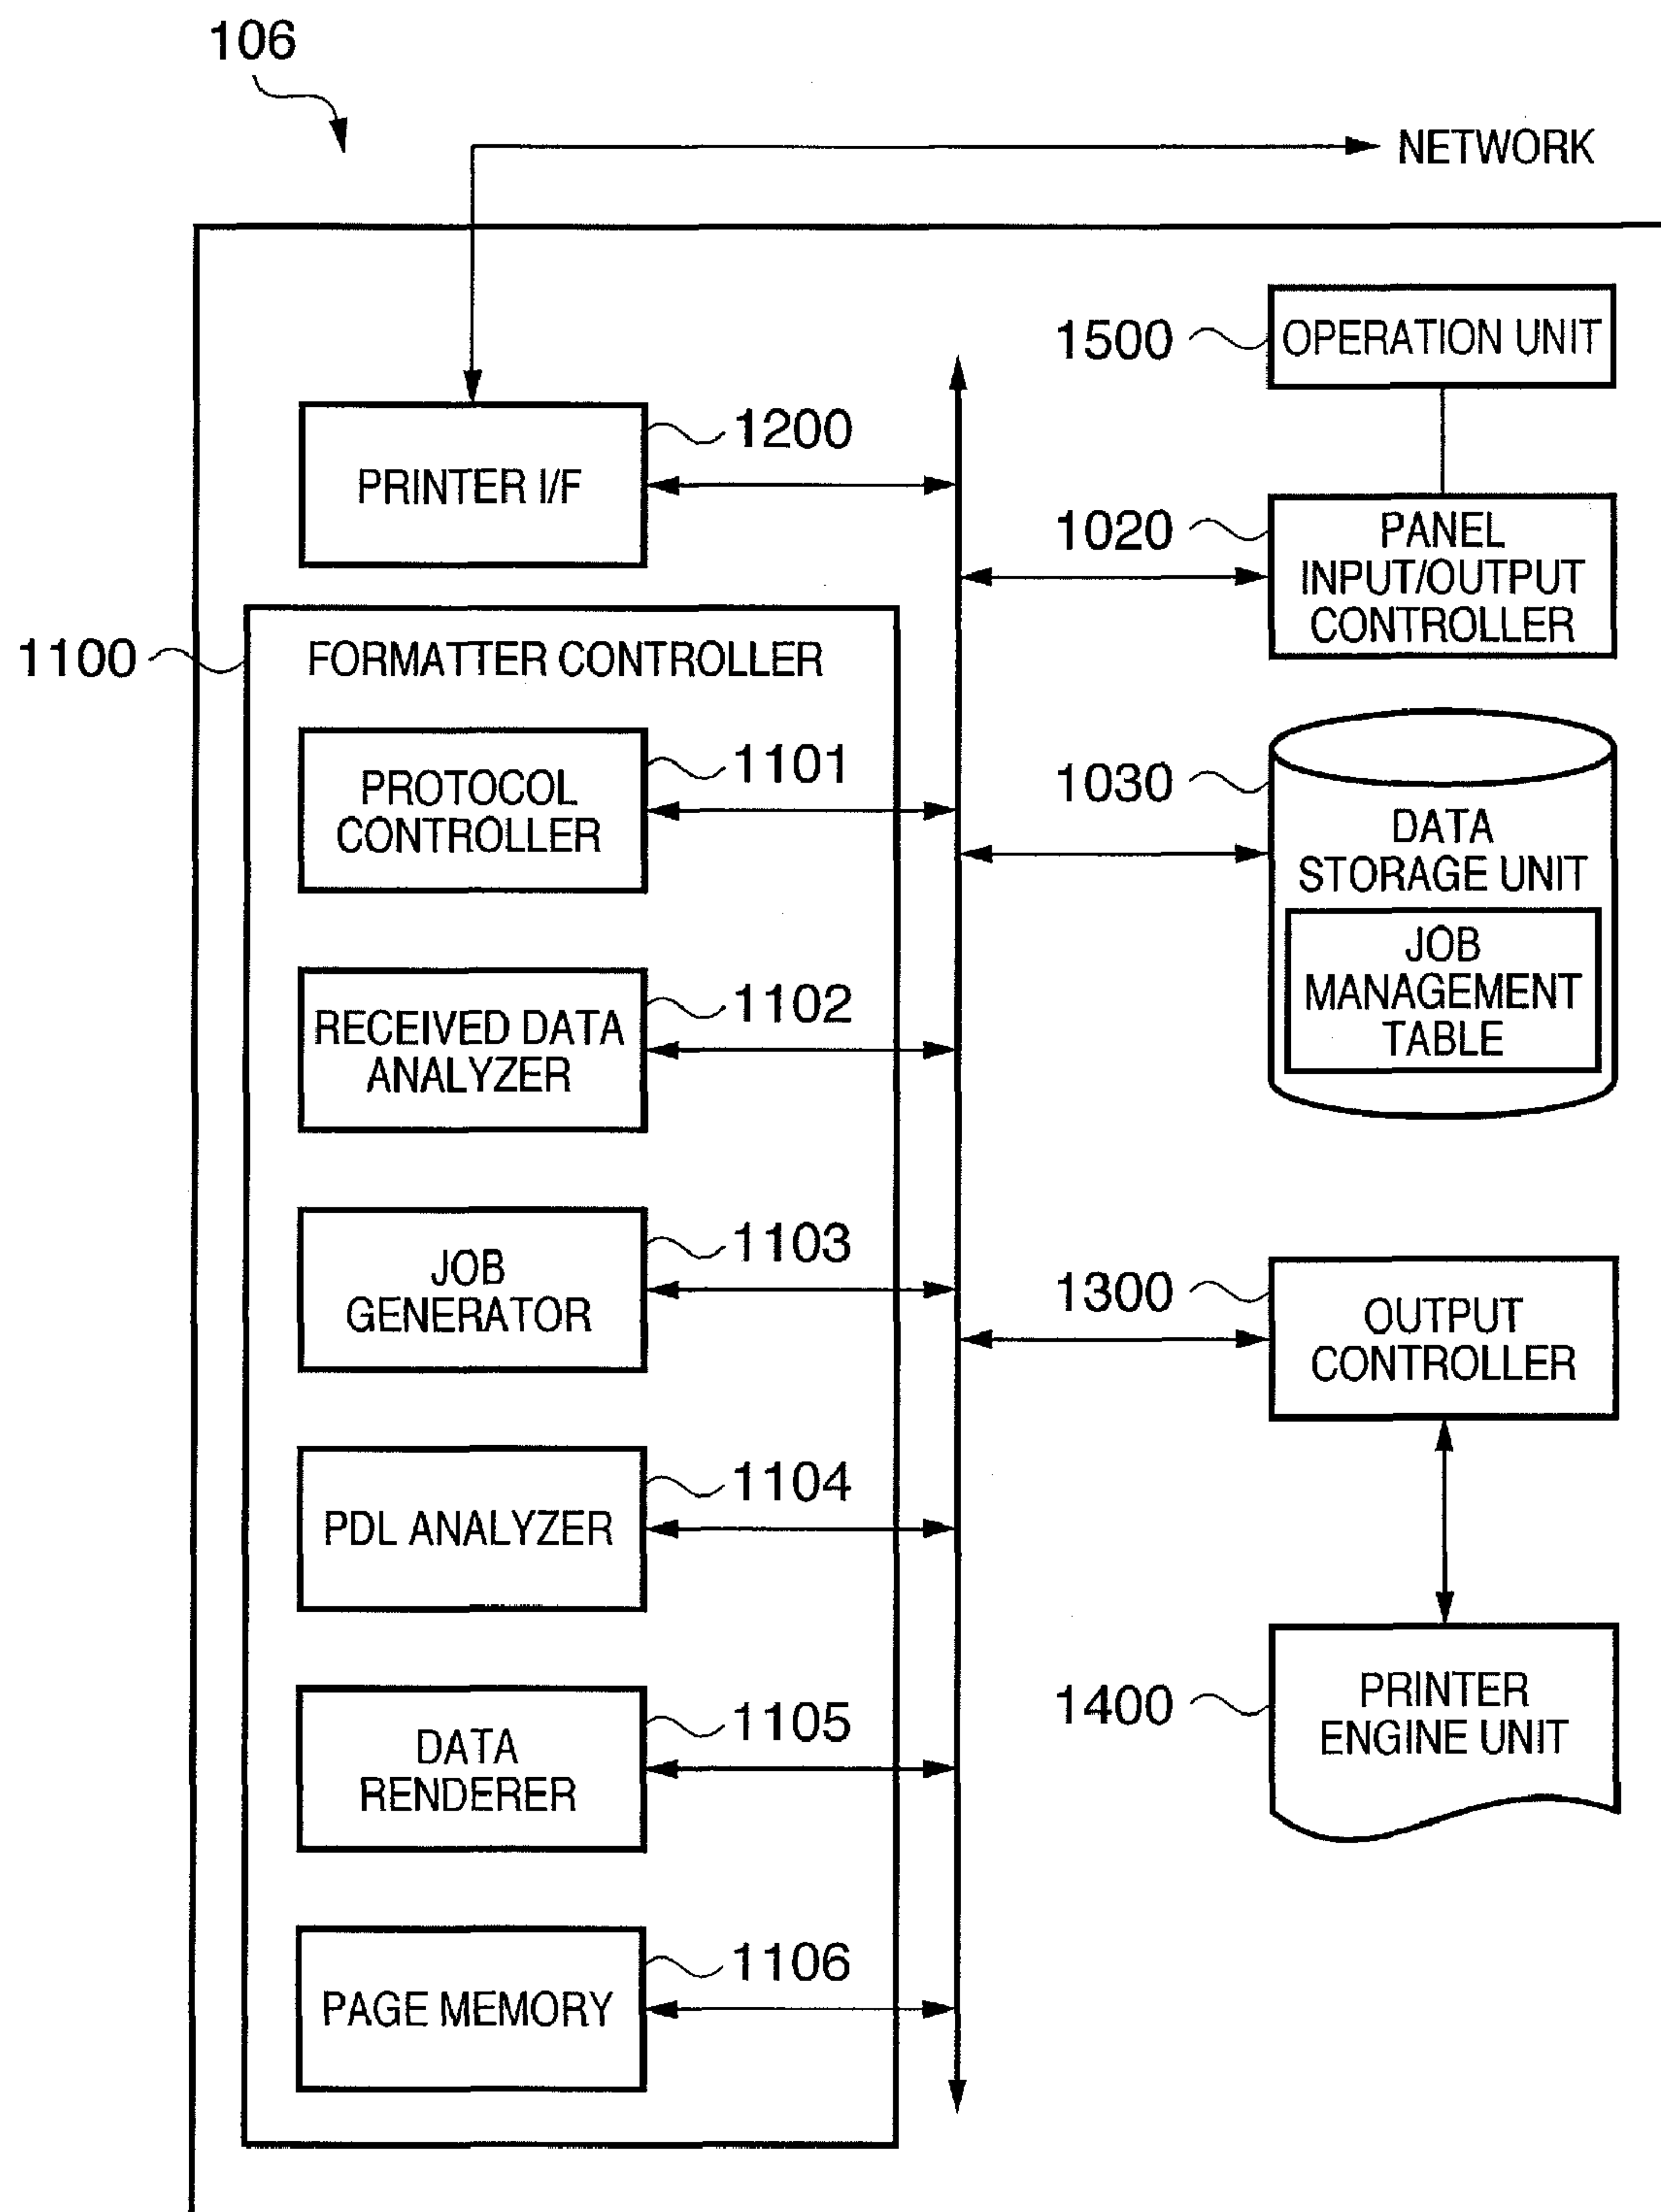 106
NETWORK
1500
OPERATION UNIT
1200
PRINTER I/F
1020
PANEL
INPUT/OUTPUT
CONTROLLER
1100
FORMATTER CONTROLLER
1101
PROTOCOL
CONTROLLER
1030
DATA
STORAGE UNIT
JOB
MANAGEMENT
TABLE
1102
RECEIVED DATA
ANALYZER
1103
JOB
GENERATOR
1300
OUTPUT
CONTROLLER
1104
PDL ANALYZER
1105
DATA
RENDERER
1400
PRINTER
ENGINE UNIT
1106
PAGE MEMORY